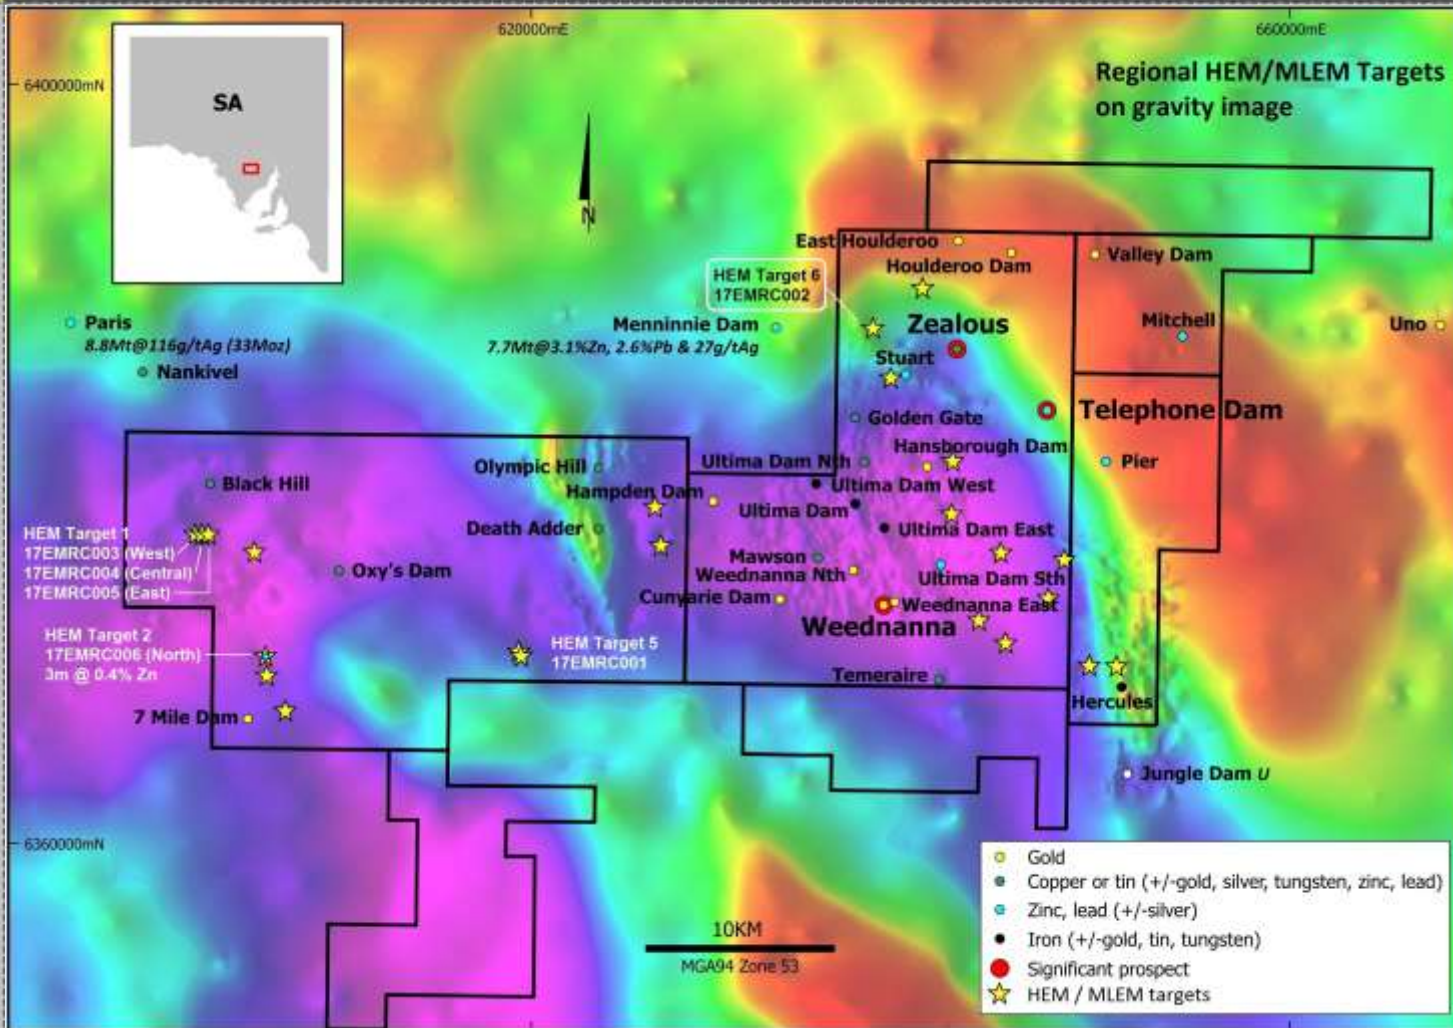 620000mE
660000mE
6400000mN
Regional HEM/MLEM Targets
on gravity image
SA
N
East Houlderoo
Houlderoo Dam
Valley Dam
HEM Target 6
17EMRC002
Paris
8.8Mt@116g/tAg (33Moz)
Nankivel
Menninnie Dam
7.7Mt@3.1%Zn, 2.6%Pb & 27g/tAg
Zealous
Stuart
Mitchell
Uno
Golden Gate
Telephone Dam
Hansborough Dam
Pier
Olympic Hill
Ultima Dam Nth
Black Hill
Hampden Dam
Ultima Dam West
Ultima Dam
Death Adder
Ultima Dam East
HEM Target 1
17EMRC003 (West)
17EMRC004 (Central)
17EMRC005 (East)
Oxy's Dam
Mawson
Weednanna Nth
Ultima Dam Sth
Cunyarie Dam
Weednanna East
Weednanna
HEM Target 2
17EMRC006 (North)
3m @ 0.4% Zn
HEM Target 5
17EMRC001
Temeraire
Hercules
7 Mile Dam
Jungle Dam U
6360000mN
10KM
MGA94 Zone 53
Gold
Copper or tin (+/-gold, silver, tungsten, zinc, lead)
Zinc, lead (+/-silver)
Iron (+/-gold, tin, tungsten)
Significant prospect
HEM / MLEM targets